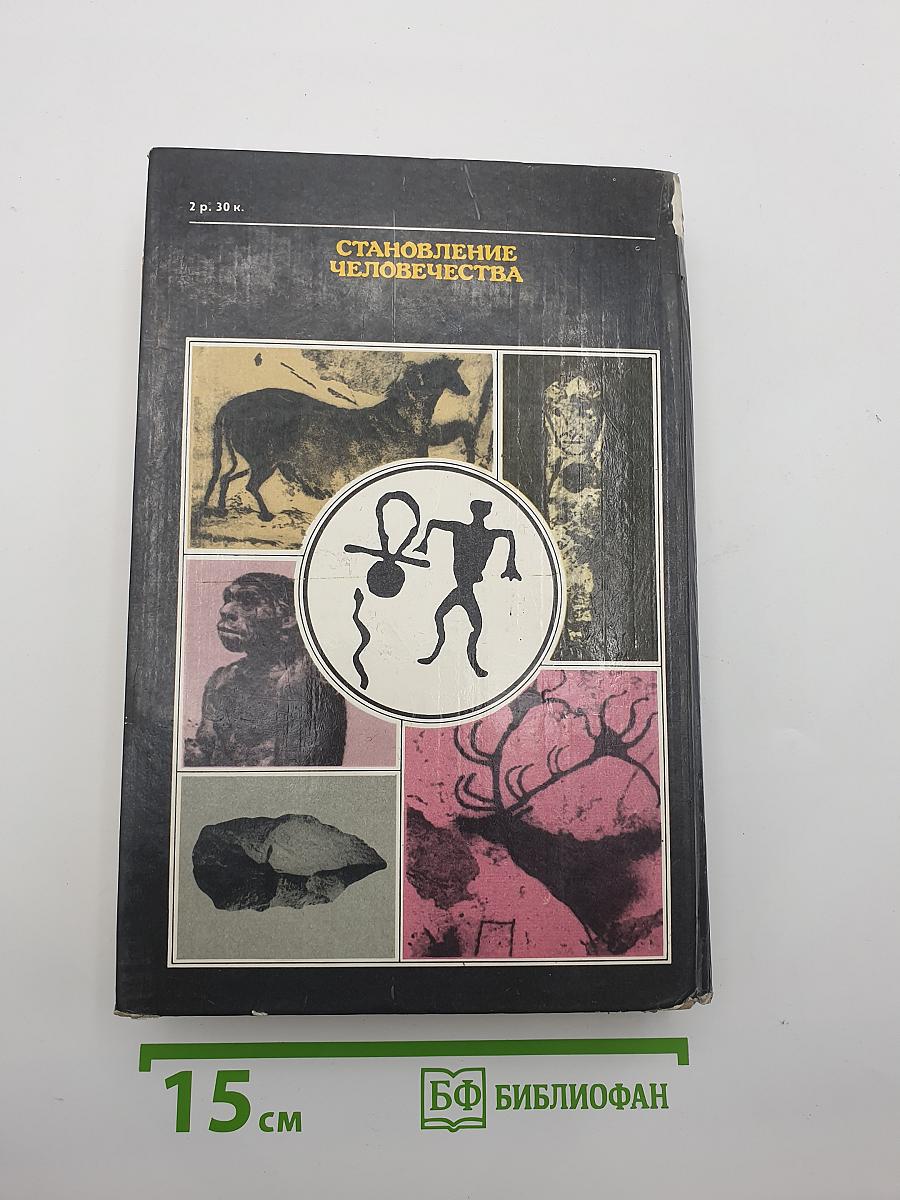 2 р. 30 к.
СТАНОВЛЕНИЕ
ЧЕЛОВЕЧЕСТВА
15 см
БФ БИБЛИОФАН